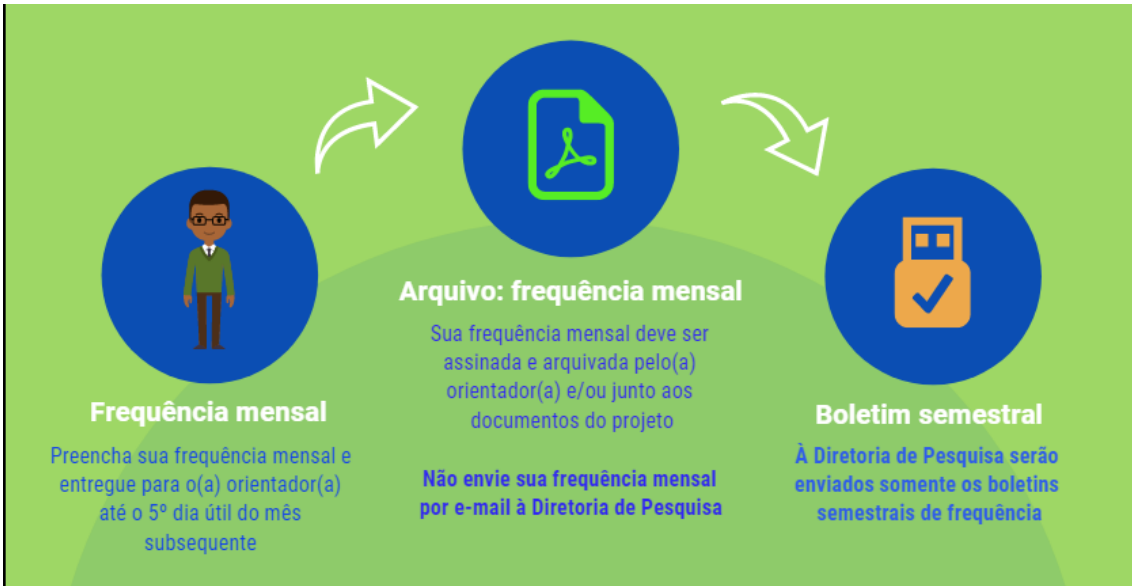 Frequência mensal
Preencha sua frequência mensal e
entregue para o(a) orientador(a)
até o 5º dia útil do mês
subsequente
Arquivo: frequência mensal
Sua frequência mensal deve ser
assinada e arquivada pelo(a)
orientador(a) e/ou junto aos
documentos do projeto
Não envie sua frequência mensal
por e-mail à Diretoria de Pesquisa
Boletim semestral
À Diretoria de Pesquisa serão
enviados somente os boletins
semestrais de frequência